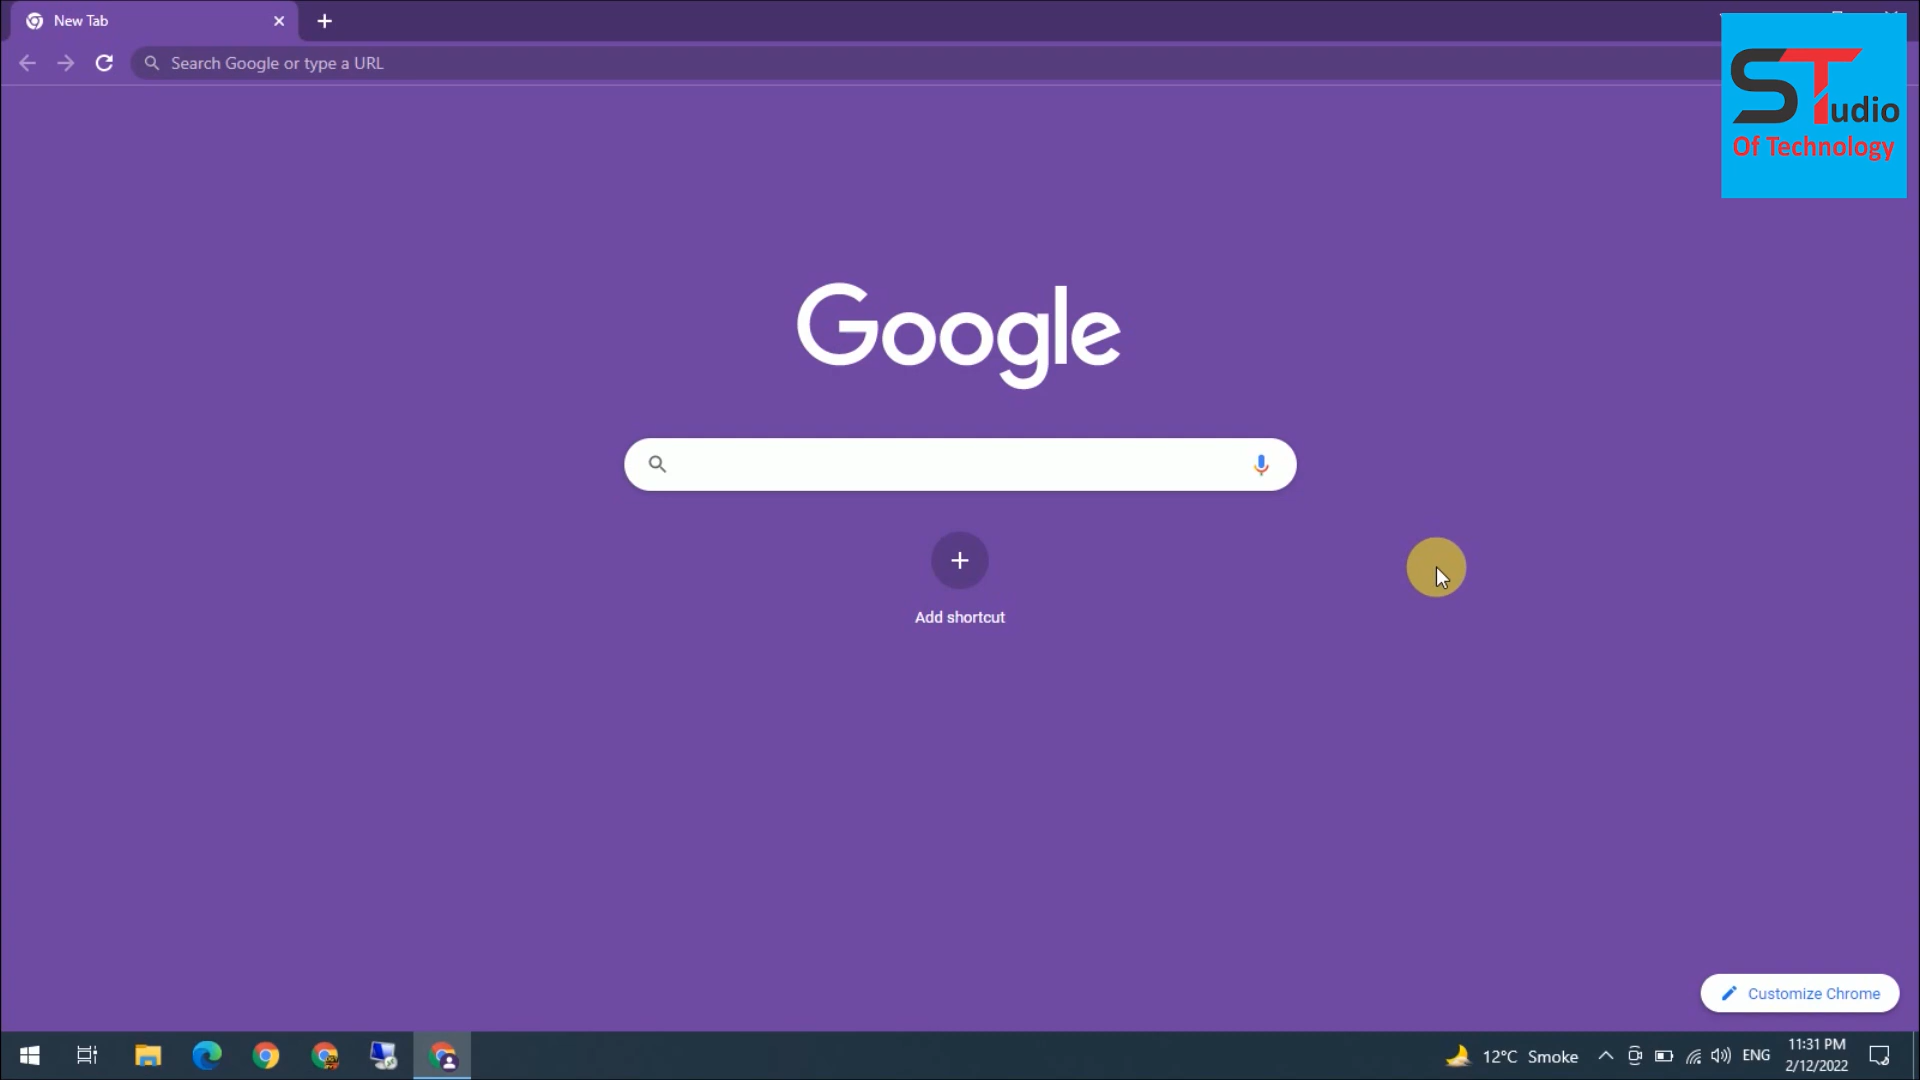 New Tab
Search Google or type a URL
STudio
Of Technology
Google
Add shortcut
Customize Chrome
12°C Smoke
ENG
11:31 PM
2/12/2022